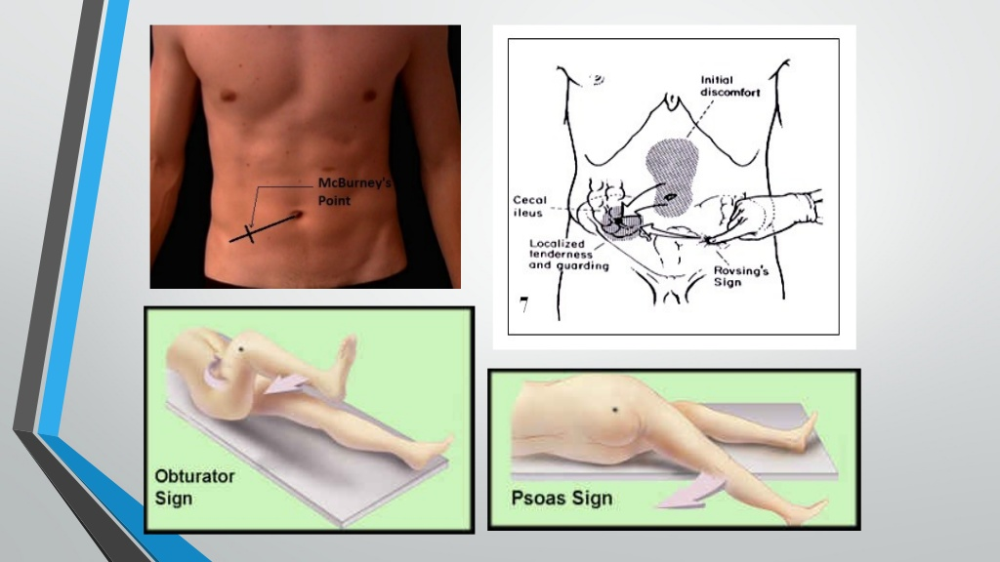 McBurney's
Point
Initial
discomfort
Cecal
ileus
Localized
tenderness
and guarding
Rovsing's
Sign
7
Obturator
Sign
Psoas Sign